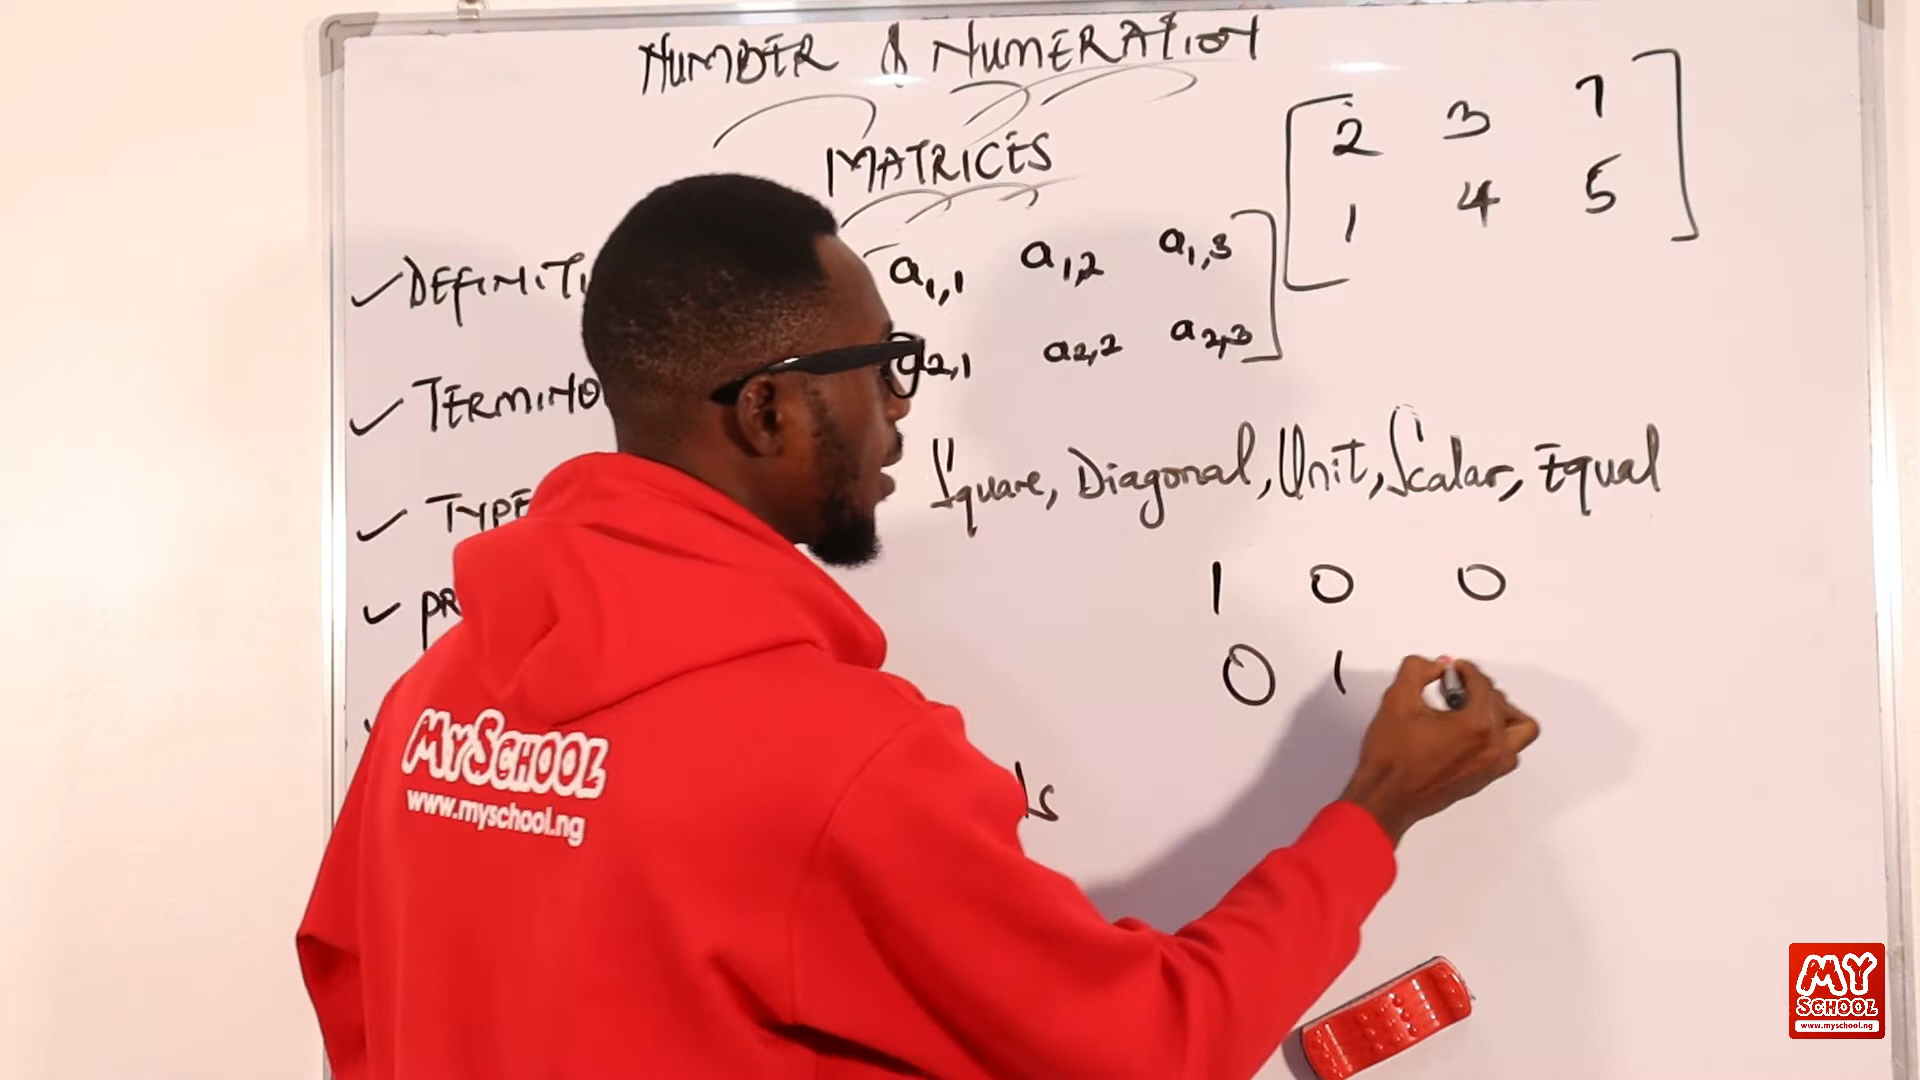 NUMBER & NUMERATION
MATRICES
2 3 7
1 4 5
a1,1 a1,2 a1,3
a2,1 a2,2 a2,3
✓ DEFINITI
✓ TERMINO
✓ TYPE
✓ PR
Square, Diagonal, Unit, Scalar, Equal
1 0 0
0 1
ls
MYSCHOOL
www.myschool.ng
MY
SCHOOL
www.myschool.ng